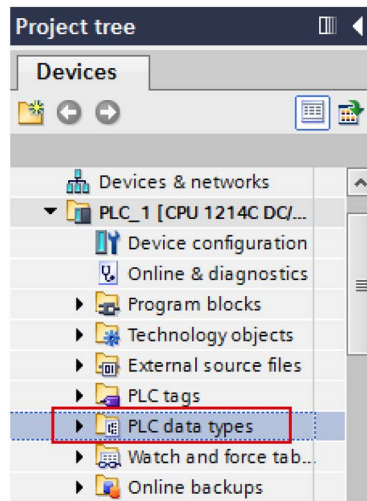 Project tree
Devices
Devices & networks
PLC_1 [CPU 1214C DC/...
Device configuration
Online & diagnostics
Program blocks
Technology objects
External source files
PLC tags
PLC data types
Watch and force tab...
Online backups